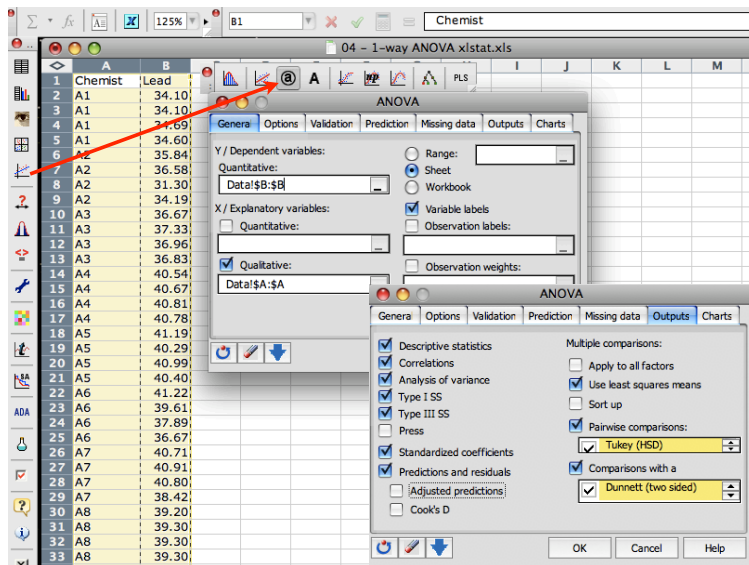 125%
B1
Chemist
04 - 1-way ANOVA xlstat.xls
A B I J K L M
1 Chemist Lead
2 A1 34.10
3 A1 34.10
4 A1 34.69
5 A1 34.60
6 A2 35.84
7 A2 36.58
8 A2 31.30
9 A2 34.19
10 A3 36.67
11 A3 37.33
12 A3 36.96
13 A3 36.83
14 A4 40.54
15 A4 40.67
16 A4 40.81
17 A4 40.78
18 A5 41.19
19 A5 40.29
20 A5 40.99
21 A5 40.40
22 A6 41.22
23 A6 39.61
24 A6 37.89
25 A6 36.67
26 A7 40.71
27 A7 40.91
28 A7 40.80
29 A7 38.42
30 A8 39.20
31 A8 39.30
32 A8 39.30
33 A8 39.30
ADA
a A PLS
ANOVA
General Options Validation Prediction Missing data Outputs Charts
Y / Dependent variables:
Quantitative:
Data!$B:$B
X / Explanatory variables:
Quantitative:
Qualitative:
Data!$A:$A
Range:
Sheet
Workbook
Variable labels
Observation labels:
Observation weights:
ANOVA
General Options Validation Prediction Missing data Outputs Charts
Descriptive statistics
Correlations
Analysis of variance
Type I SS
Type III SS
Press
Standardized coefficients
Predictions and residuals
Adjusted predictions
Cook's D
Multiple comparisons:
Apply to all factors
Use least squares means
Sort up
Pairwise comparisons:
Tukey (HSD)
Comparisons with a
Dunnett (two sided)
OK Cancel Help